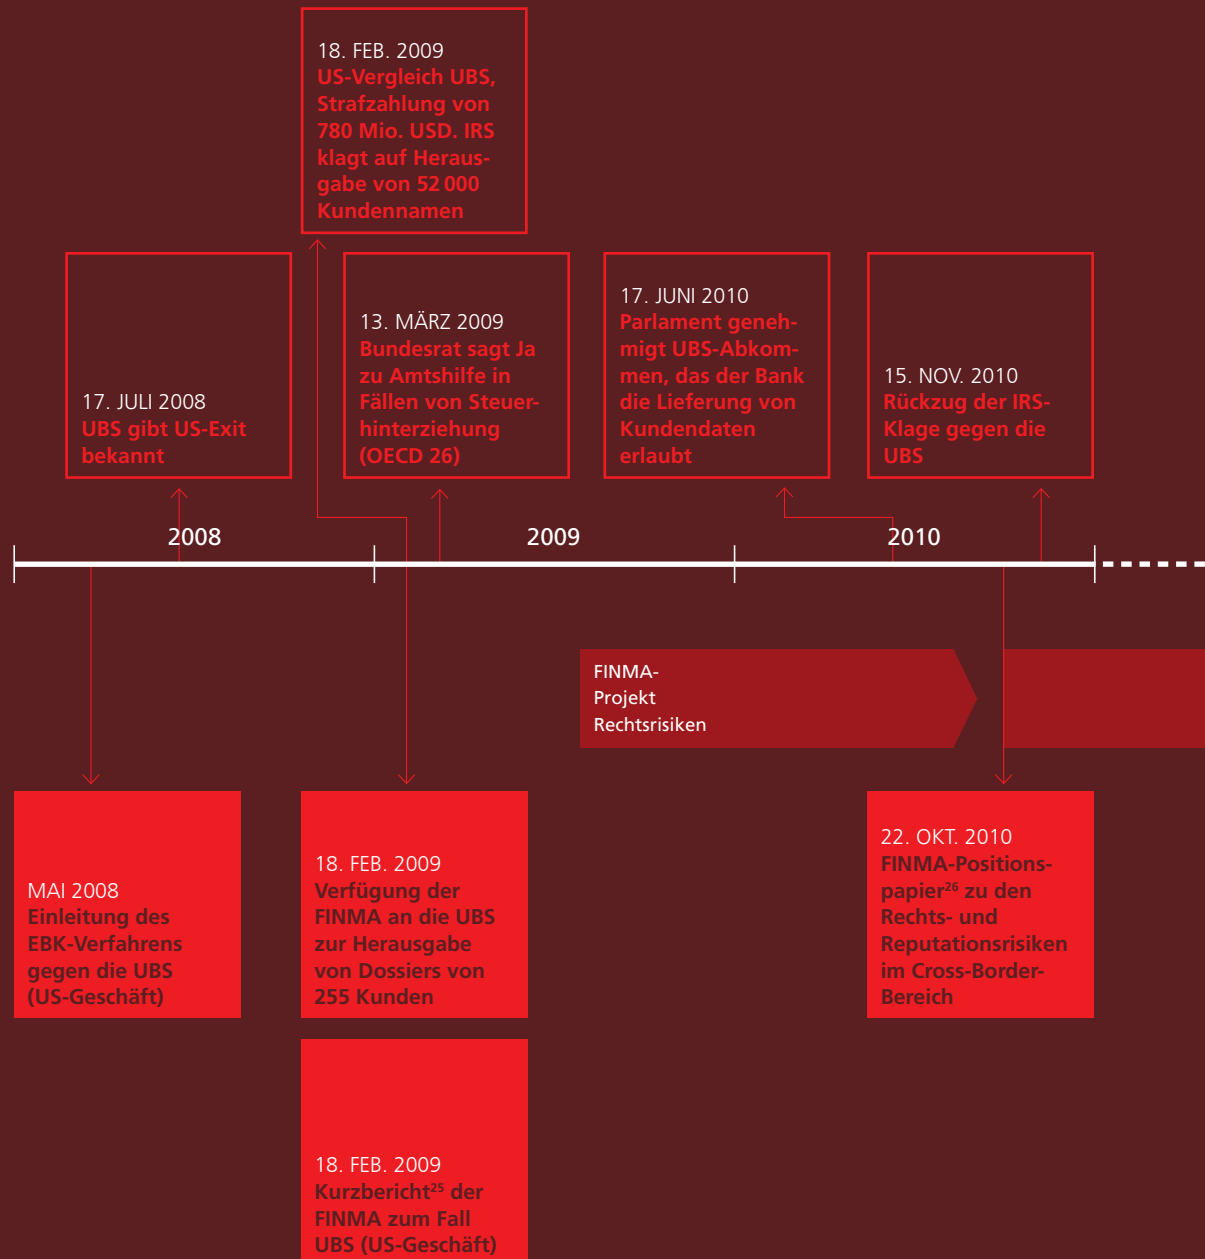 18. FEB. 2009
US-Vergleich UBS,
Strafzahlung von
780 Mio. USD. IRS
klagt auf Heraus-
gabe von 52 000
Kundennamen
17. JULI 2008
UBS gibt US-Exit
bekannt
13. MÄRZ 2009
Bundesrat sagt Ja
zu Amtshilfe in
Fällen von Steuer-
hinterziehung
(OECD 26)
17. JUNI 2010
Parlament geneh-
migt UBS-Abkom-
men, das der Bank
die Lieferung von
Kundendaten
erlaubt
15. NOV. 2010
Rückzug der IRS-
Klage gegen die
UBS
2008
2009
2010
FINMA-
Projekt
Rechtsrisiken
MAI 2008
Einleitung des
EBK-Verfahrens
gegen die UBS
(US-Geschäft)
18. FEB. 2009
Verfügung der
FINMA an die UBS
zur Herausgabe
von Dossiers von
255 Kunden
22. OKT. 2010
FINMA-Positions-
papier²⁶ zu den
Rechts- und
Reputationsrisiken
im Cross-Border-
Bereich
18. FEB. 2009
Kurzbericht²⁵ der
FINMA zum Fall
UBS (US-Geschäft)